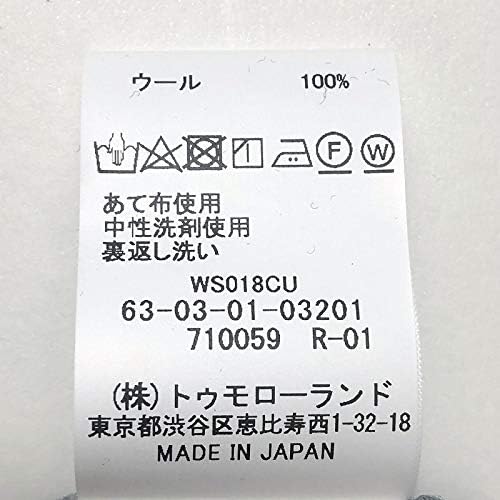 ウール 100%
F W
あて布使用
中性洗剤使用
裏返し洗い
WS018CU
63-03-01-03201
710059 R-01
(株)トゥモローランド
東京都渋谷区恵比寿西1-32-18
MADE IN JAPAN